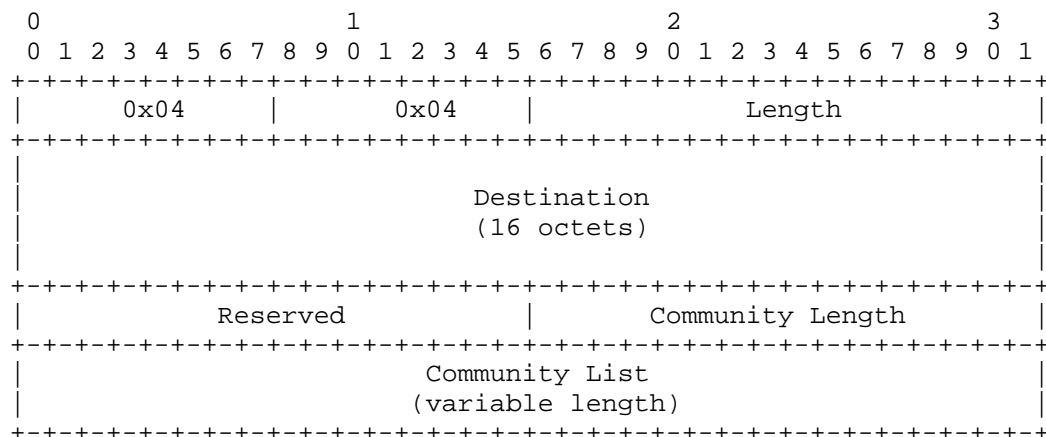 0                   1                   2                   3
 0 1 2 3 4 5 6 7 8 9 0 1 2 3 4 5 6 7 8 9 0 1 2 3 4 5 6 7 8 9 0 1
+-+-+-+-+-+-+-+-+-+-+-+-+-+-+-+-+-+-+-+-+-+-+-+-+-+-+-+-+-+-+-+-+
|      0x04     |      0x04     |             Length            |
+-+-+-+-+-+-+-+-+-+-+-+-+-+-+-+-+-+-+-+-+-+-+-+-+-+-+-+-+-+-+-+-+
|                                                               |
|                           Destination                         |
|                           (16 octets)                         |
|                                                               |
+-+-+-+-+-+-+-+-+-+-+-+-+-+-+-+-+-+-+-+-+-+-+-+-+-+-+-+-+-+-+-+-+
|            Reserved           |       Community Length        |
+-+-+-+-+-+-+-+-+-+-+-+-+-+-+-+-+-+-+-+-+-+-+-+-+-+-+-+-+-+-+-+-+
|                         Community List                        |
|                        (variable length)                      |
+-+-+-+-+-+-+-+-+-+-+-+-+-+-+-+-+-+-+-+-+-+-+-+-+-+-+-+-+-+-+-+-+